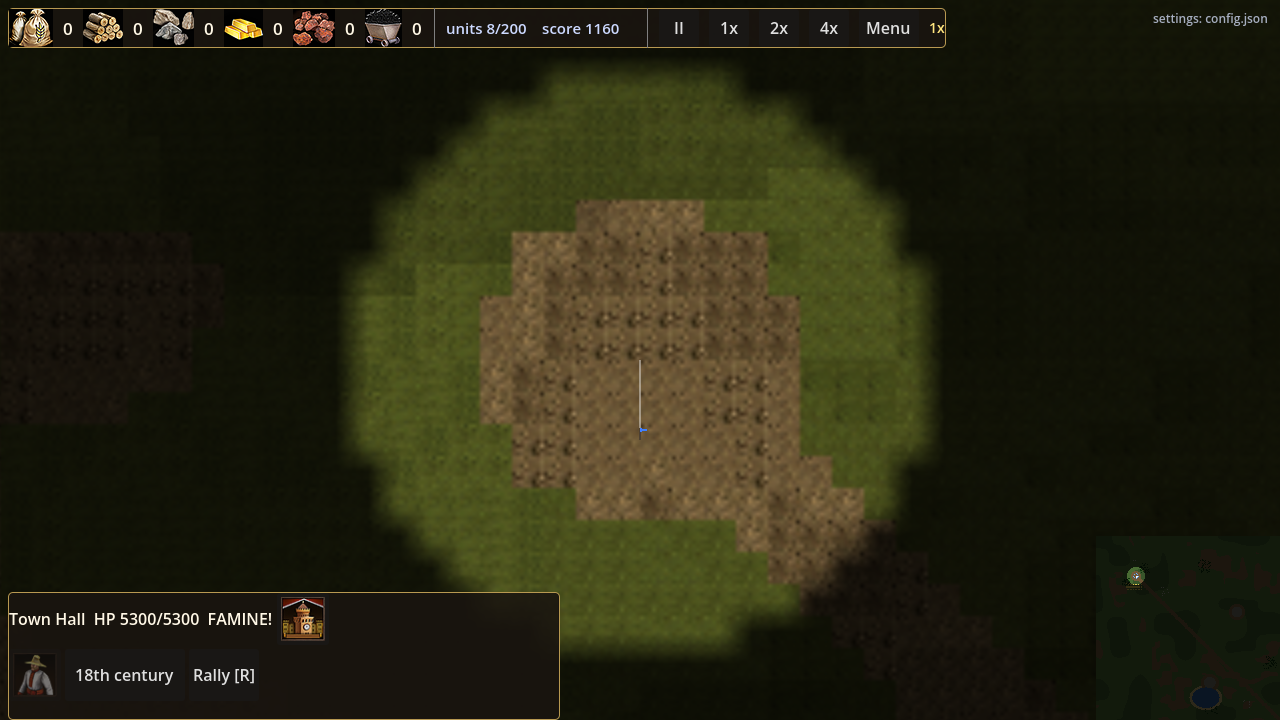 0 0 0 0 0 0 units 8/200 score 1160 II 1x 2x 4x Menu 1x
settings: config.json
Town Hall HP 5300/5300 FAMINE!
18th century Rally [R]